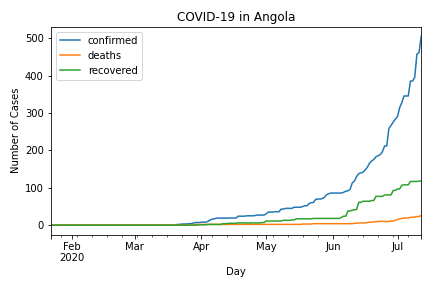 COVID-19 in Angola
confirmed
deaths
recovered
Number of Cases
500
400
300
200
100
0
Feb
2020
Mar
Apr
May
Jun
Jul
Day